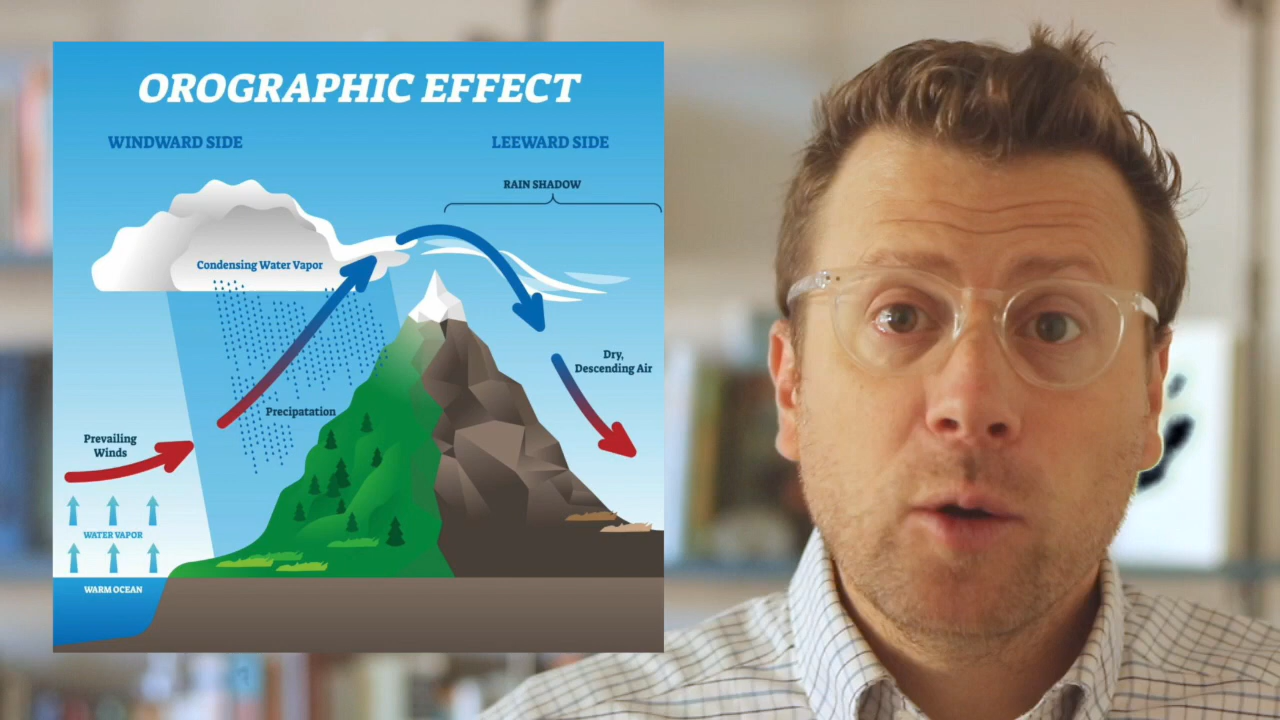 OROGRAPHIC EFFECT
WINDWARD SIDE
LEEWARD SIDE
RAIN SHADOW
Condensing Water Vapor
Dry,
Descending Air
Precipatation
Prevailing
Winds
WATER VAPOR
WARM OCEAN